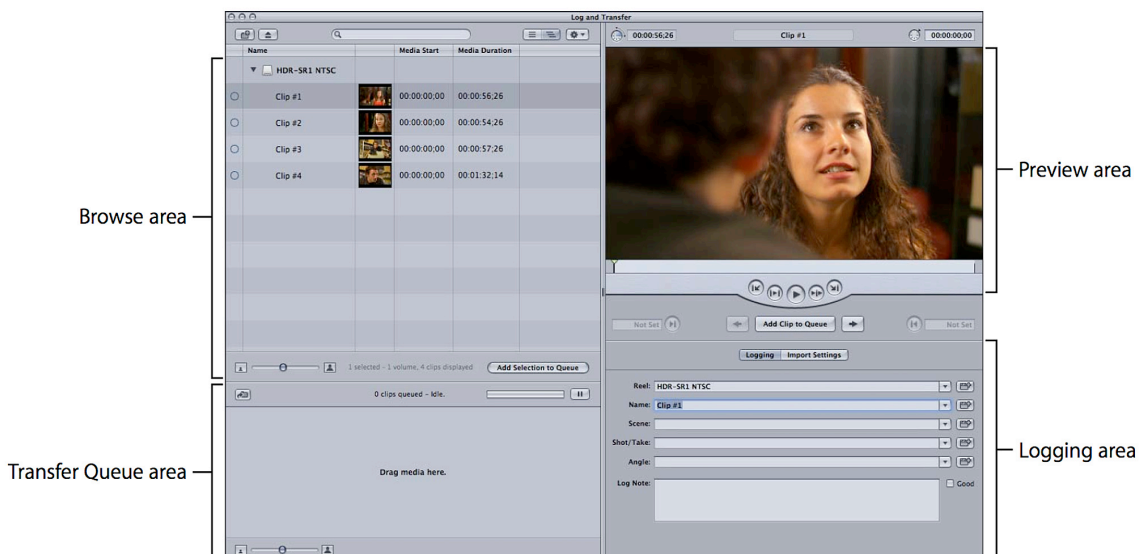 Log and Transfer
Name Media Start Media Duration
HDR-SR1 NTSC
Clip #1 00:00:00;00 00:00:56;26
Clip #2 00:00:00;00 00:00:54;26
Clip #3 00:00:00;00 00:00:57;26
Clip #4 00:00:00;00 00:01:32;14
1 selected - 1 volume, 4 clips displayed Add Selection to Queue
0 clips queued - Idle.
Drag media here.
00:00:56;26 Clip #1 00:00:00;00
Not Set Add Clip to Queue Not Set
Logging Import Settings
Reel: HDR-SR1 NTSC
Name: Clip #1
Scene:
Shot/Take:
Angle:
Log Note: Good
Browse area
Transfer Queue area
Preview area
Logging area